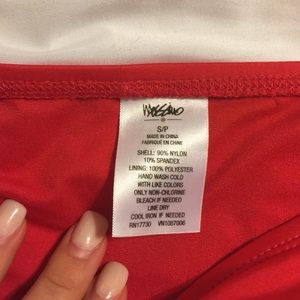 Mossimo
S/P
MADE IN CHINA
FABRIQUÉ EN CHINE
SHELL: 90% NYLON
10% SPANDEX
LINING: 100% POLYESTER
HAND WASH COLD
WITH LIKE COLORS
ONLY NON-CHLORINE
BLEACH IF NEEDED
LINE DRY
COOL IRON IF NEEDED
RN17730 VN1087006